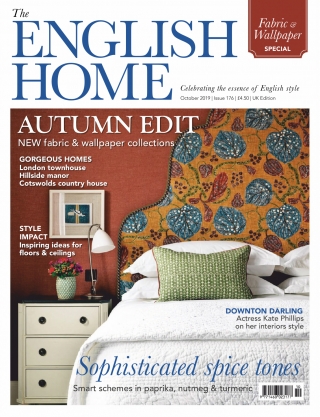 The
ENGLISH
HOME
Fabric &
Wallpaper
SPECIAL
Celebrating the essence of English style
October 2019 | Issue 176 | £4.50 | UK Edition
AUTUMN EDIT
NEW fabric & wallpaper collections
GORGEOUS HOMES
London townhouse
Hillside manor
Cotswolds country house
STYLE
IMPACT
Inspiring ideas for
floors & ceilings
DOWNTON DARLING
Actress Kate Phillips
on her interiors style
Sophisticated spice tones
Smart schemes in paprika, nutmeg & turmeric